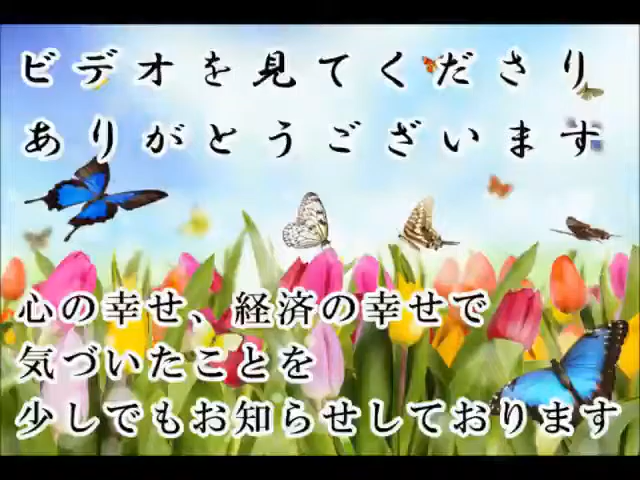 ビデオを見てくださり
ありがとうございます
心の幸せ、経済の幸せで
気づいたことを
少しでもお知らせしております